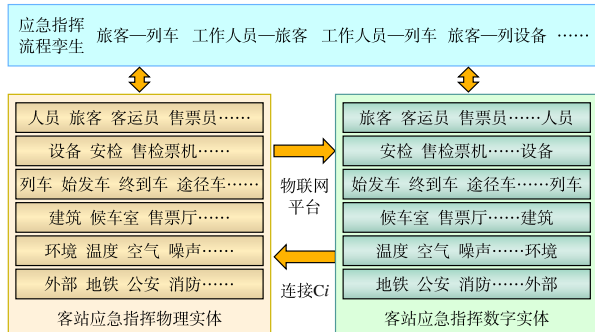 应急指挥
流程孪生
旅客—列车 工作人员—旅客 工作人员—列车 旅客—列设备 ……
人员 旅客 客运员 售票员……
设备 安检 售检票机……
列车 始发车 终到车 途径车……
建筑 候车室 售票厅……
环境 温度 空气 噪声……
外部 地铁 公安 消防……
客站应急指挥物理实体
物联网
平台
连接Ci
旅客 客运员 售票员……人员
安检 售检票机……设备
始发车 终到车 途径车……列车
候车室 售票厅……建筑
温度 空气 噪声……环境
地铁 公安 消防……外部
客站应急指挥数字实体